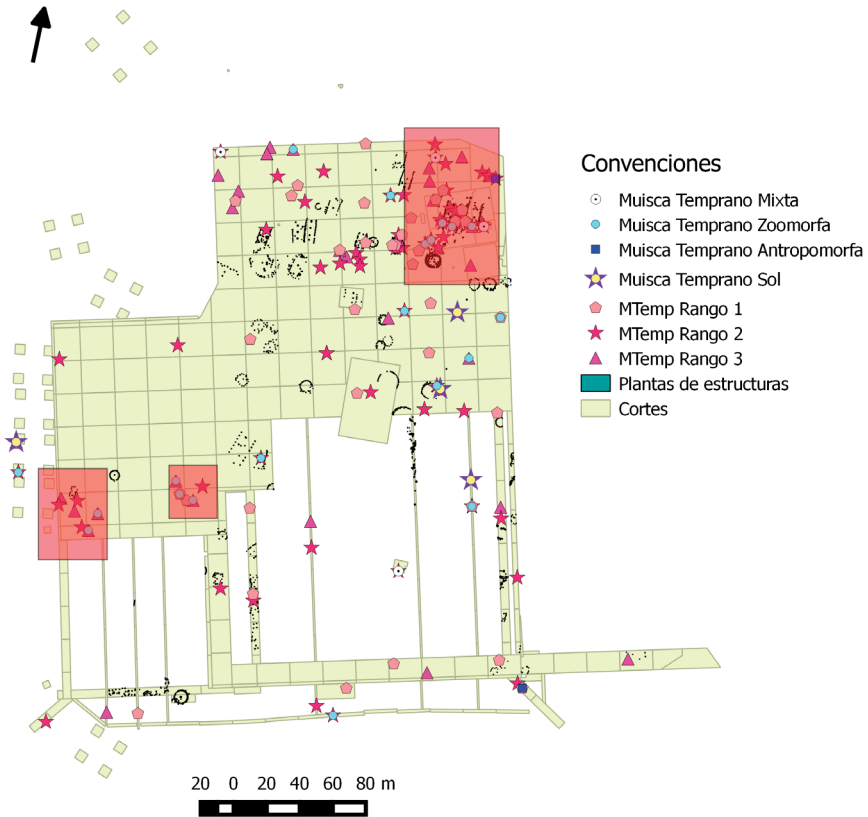 Convenciones
Muisca Temprano Mixta
Muisca Temprano Zoomorfa
Muisca Temprano Antropomorfa
Muisca Temprano Sol
MTemp Rango 1
MTemp Rango 2
MTemp Rango 3
Plantas de estructuras
Cortes
20 0 20 40 60 80 m